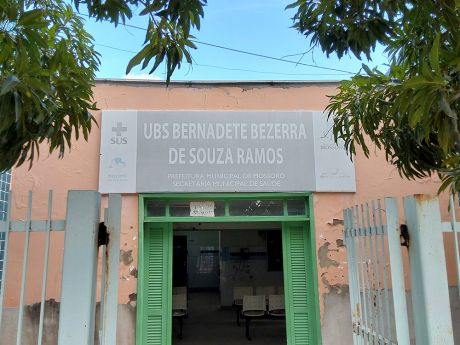 UBS BERNADETE BEZERRA
SUS
DE SOUZA RAMOS
PREFEITURA MUNICIPAL DE MOSSORÓ
SECRETARIA MUNICIPAL DE SAÚDE